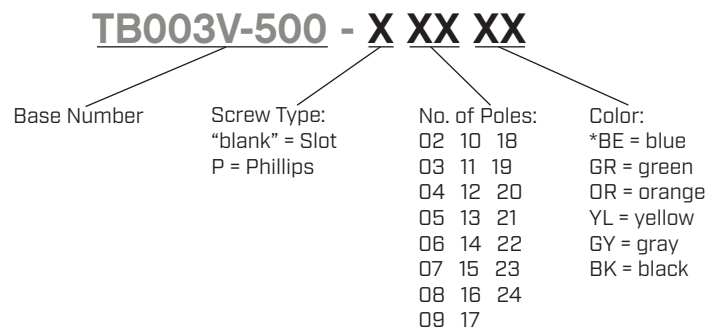 TB003V-500 - X XX XX
Base Number
Screw Type:
“blank” = Slot
P = Phillips
No. of Poles:
02 10 18
03 11 19
04 12 20
05 13 21
06 14 22
07 15 23
08 16 24
09 17
Color:
*BE = blue
GR = green
OR = orange
YL = yellow
GY = gray
BK = black